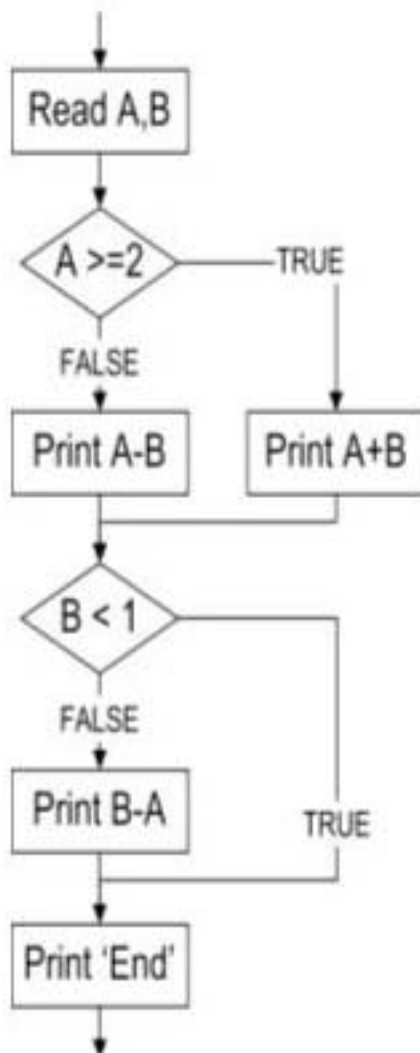 Read A,B
A >=2
TRUE
FALSE
Print A-B
Print A+B
B < 1
FALSE
Print B-A
TRUE
Print ‘End’